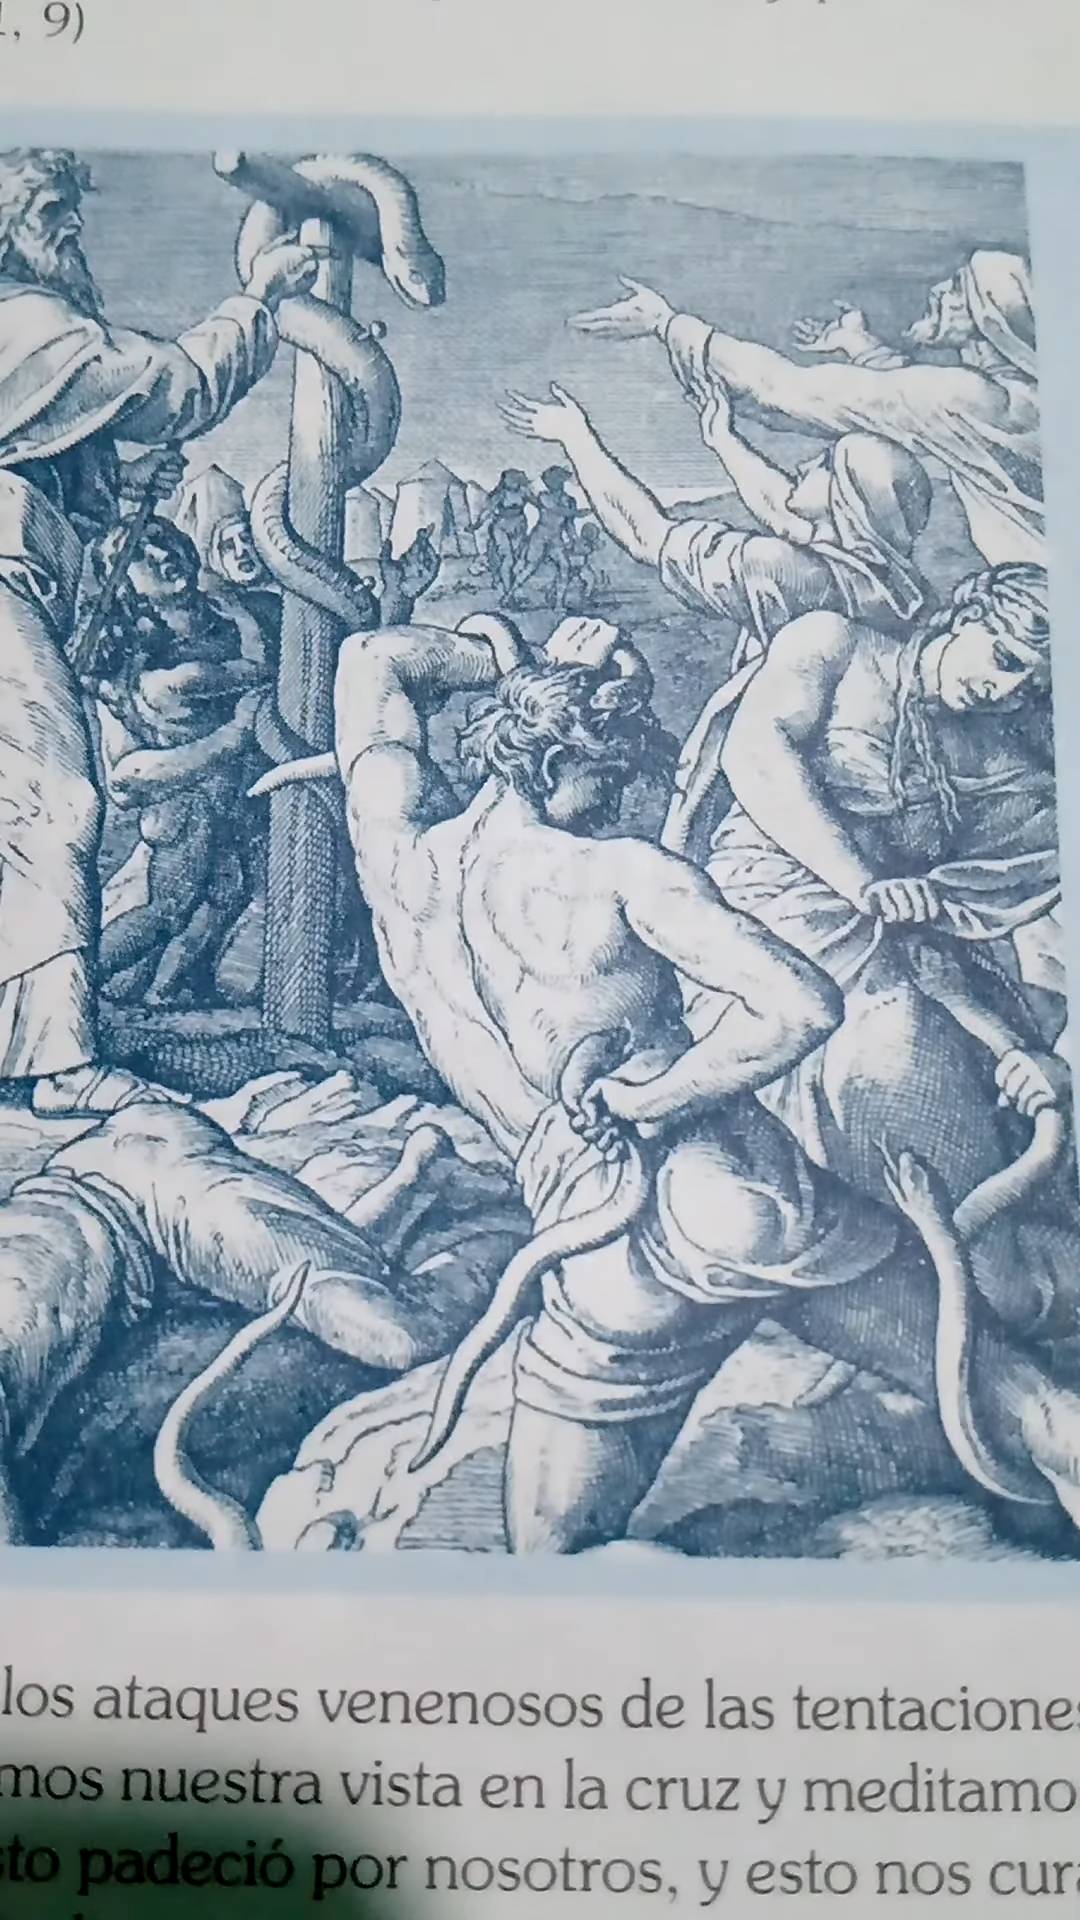 , 9)
los ataques venenosos de las tentaciones
mos nuestra vista en la cruz y meditamo
sto padeció por nosotros, y esto nos cura